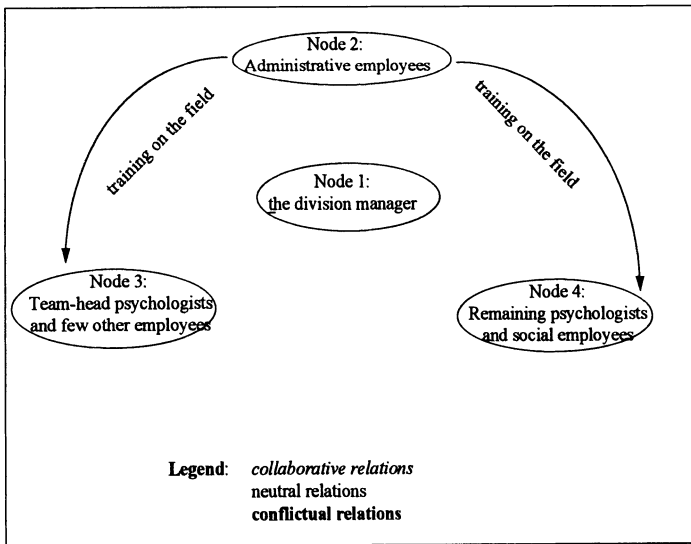 Node 2:
Administrative employees
training on the field
training on the field
Node 1:
the division manager
Node 3:
Team-head psychologists
and few other employees
Node 4:
Remaining psychologists
and social employees
Legend: collaborative relations
neutral relations
conflictual relations